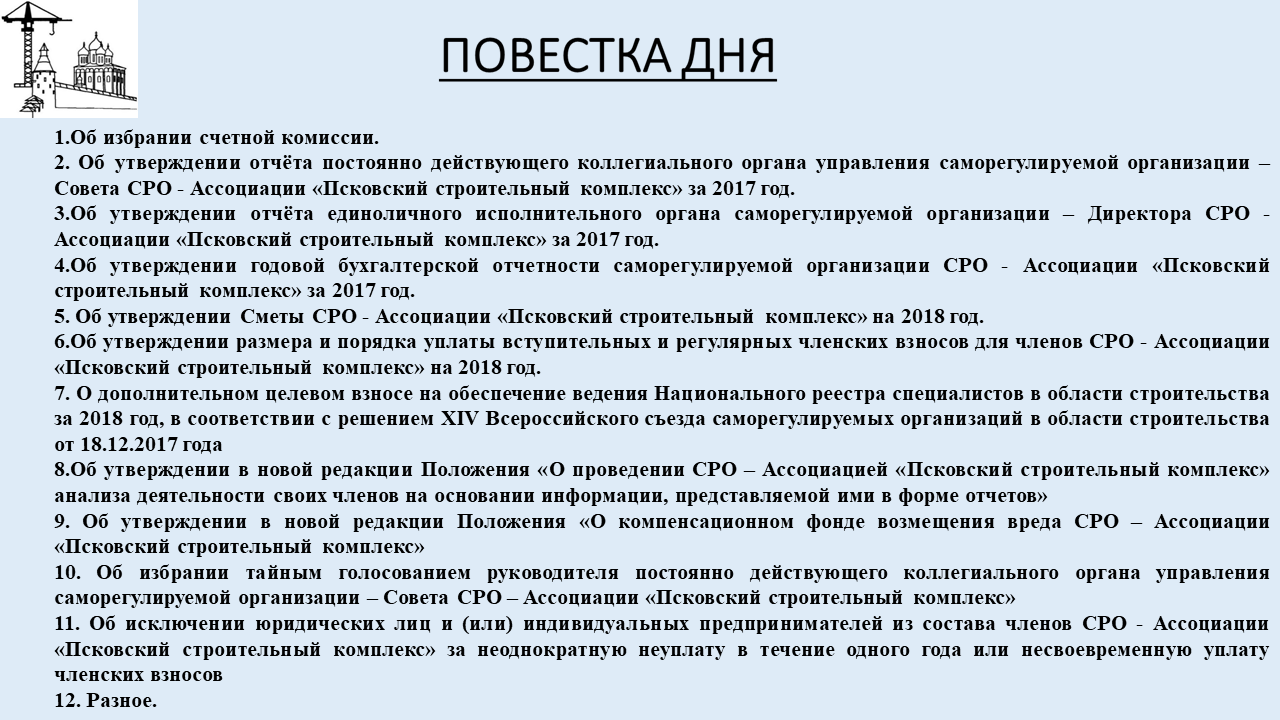 ПОВЕСТКА ДНЯ
1.Об избрании счетной комиссии.
2. Об утверждении отчёта постоянно действующего коллегиального органа управления саморегулируемой организации –
Совета СРО - Ассоциации «Псковский строительный комплекс» за 2017 год.
3.Об утверждении отчёта единоличного исполнительного органа саморегулируемой организации – Директора СРО -
Ассоциации «Псковский строительный комплекс» за 2017 год.
4.Об утверждении годовой бухгалтерской отчетности саморегулируемой организации СРО - Ассоциации «Псковский
строительный комплекс» за 2017 год.
5. Об утверждении Сметы СРО - Ассоциации «Псковский строительный комплекс» на 2018 год.
6.Об утверждении размера и порядка уплаты вступительных и регулярных членских взносов для членов СРО - Ассоциации
«Псковский строительный комплекс» на 2018 год.
7. О дополнительном целевом взносе на обеспечение ведения Национального реестра специалистов в области строительства
за 2018 год, в соответствии с решением XIV Всероссийского съезда саморегулируемых организаций в области строительства
от 18.12.2017 года
8.Об утверждении в новой редакции Положения «О проведении СРО – Ассоциацией «Псковский строительный комплекс»
анализа деятельности своих членов на основании информации, представляемой ими в форме отчетов»
9. Об утверждении в новой редакции Положения «О компенсационном фонде возмещения вреда СРО – Ассоциации
«Псковский строительный комплекс»
10. Об избрании тайным голосованием руководителя постоянно действующего коллегиального органа управления
саморегулируемой организации – Совета СРО – Ассоциации «Псковский строительный комплекс»
11. Об исключении юридических лиц и (или) индивидуальных предпринимателей из состава членов СРО - Ассоциации
«Псковский строительный комплекс» за неоднократную неуплату в течение одного года или несвоевременную уплату
членских взносов
12. Разное.